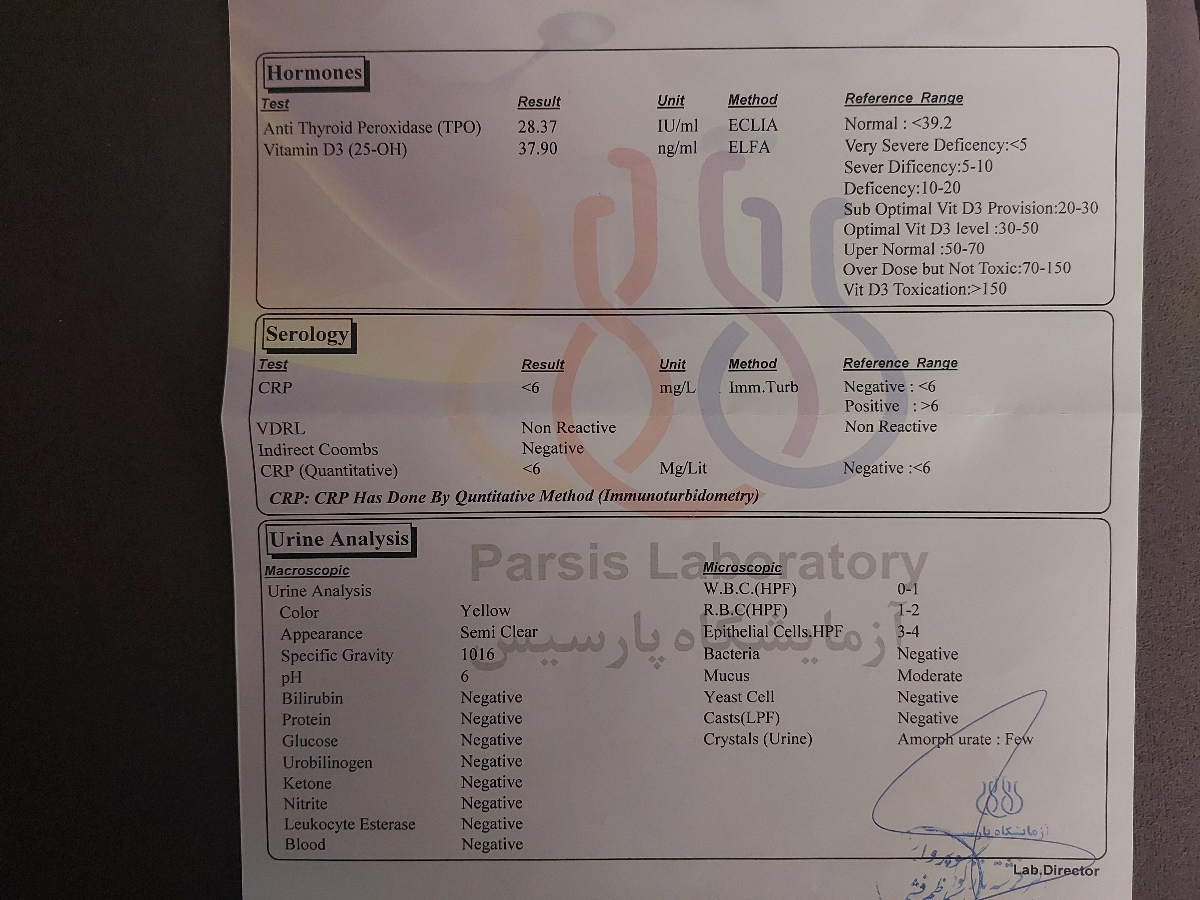 Hormones
Test Result Unit Method Reference Range
Anti Thyroid Peroxidase (TPO) 28.37 IU/ml ECLIA Normal : <39.2
Vitamin D3 (25-OH) 37.90 ng/ml ELFA Very Severe Deficency:<5
Sever Dificency:5-10
Deficency:10-20
Sub Optimal Vit D3 Provision:20-30
Optimal Vit D3 level :30-50
Uper Normal :50-70
Over Dose but Not Toxic:70-150
Vit D3 Toxication:>150
Serology
Test Result Unit Method Reference Range
CRP <6 mg/L Imm.Turb Negative : <6
Positive : >6
VDRL Non Reactive Non Reactive
Indirect Coombs Negative
CRP (Quantitative) <6 Mg/Lit Negative :<6
CRP: CRP Has Done By Quntitative Method (Immunoturbidometry)
Urine Analysis
Parsis Laboratory
آزمایشگاه پارسیس
Macroscopic
Urine Analysis
Color Yellow
Appearance Semi Clear
Specific Gravity 1016
pH 6
Bilirubin Negative
Protein Negative
Glucose Negative
Urobilinogen Negative
Ketone Negative
Nitrite Negative
Leukocyte Esterase Negative
Blood Negative
Microscopic
W.B.C.(HPF) 0-1
R.B.C(HPF) 1-2
Epithelial Cells.HPF 3-4
Bacteria Negative
Mucus Moderate
Yeast Cell Negative
Casts(LPF) Negative
Crystals (Urine) Amorph urate : Few
Lab.Director